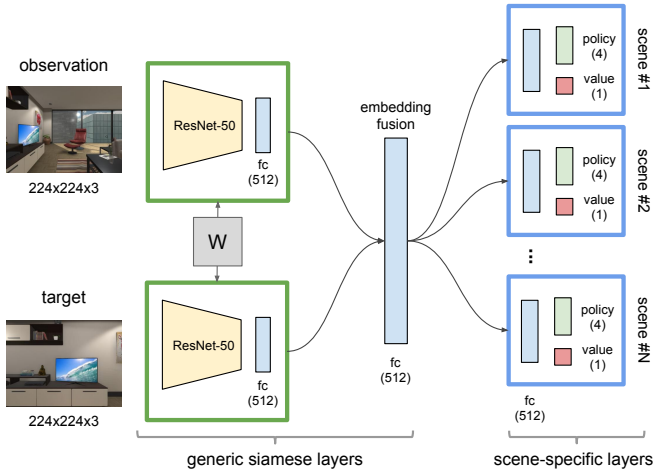 observation
224x224x3
ResNet-50
fc
(512)
W
target
224x224x3
ResNet-50
fc
(512)
embedding
fusion
fc
(512)
generic siamese layers
policy
(4)
value
(1)
scene #1
policy
(4)
value
(1)
scene #2
...
policy
(4)
value
(1)
scene #N
fc
(512)
scene-specific layers